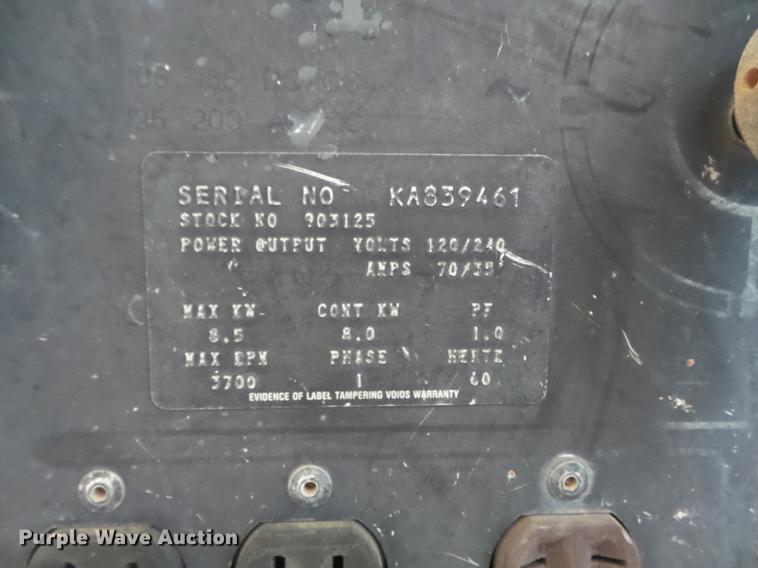 200
SERIAL NO KA839461
STOCK NO 903125
POWER OUTPUT VOLTS 120/240
AMPS 70/35
MAX KW CONT KW PF
8.5 8.0 1.0
MAX RPM PHASE HERTZ
3700 1 60
EVIDENCE OF LABEL TAMPERING VOIDS WARRANTY
Purple Wave Auction